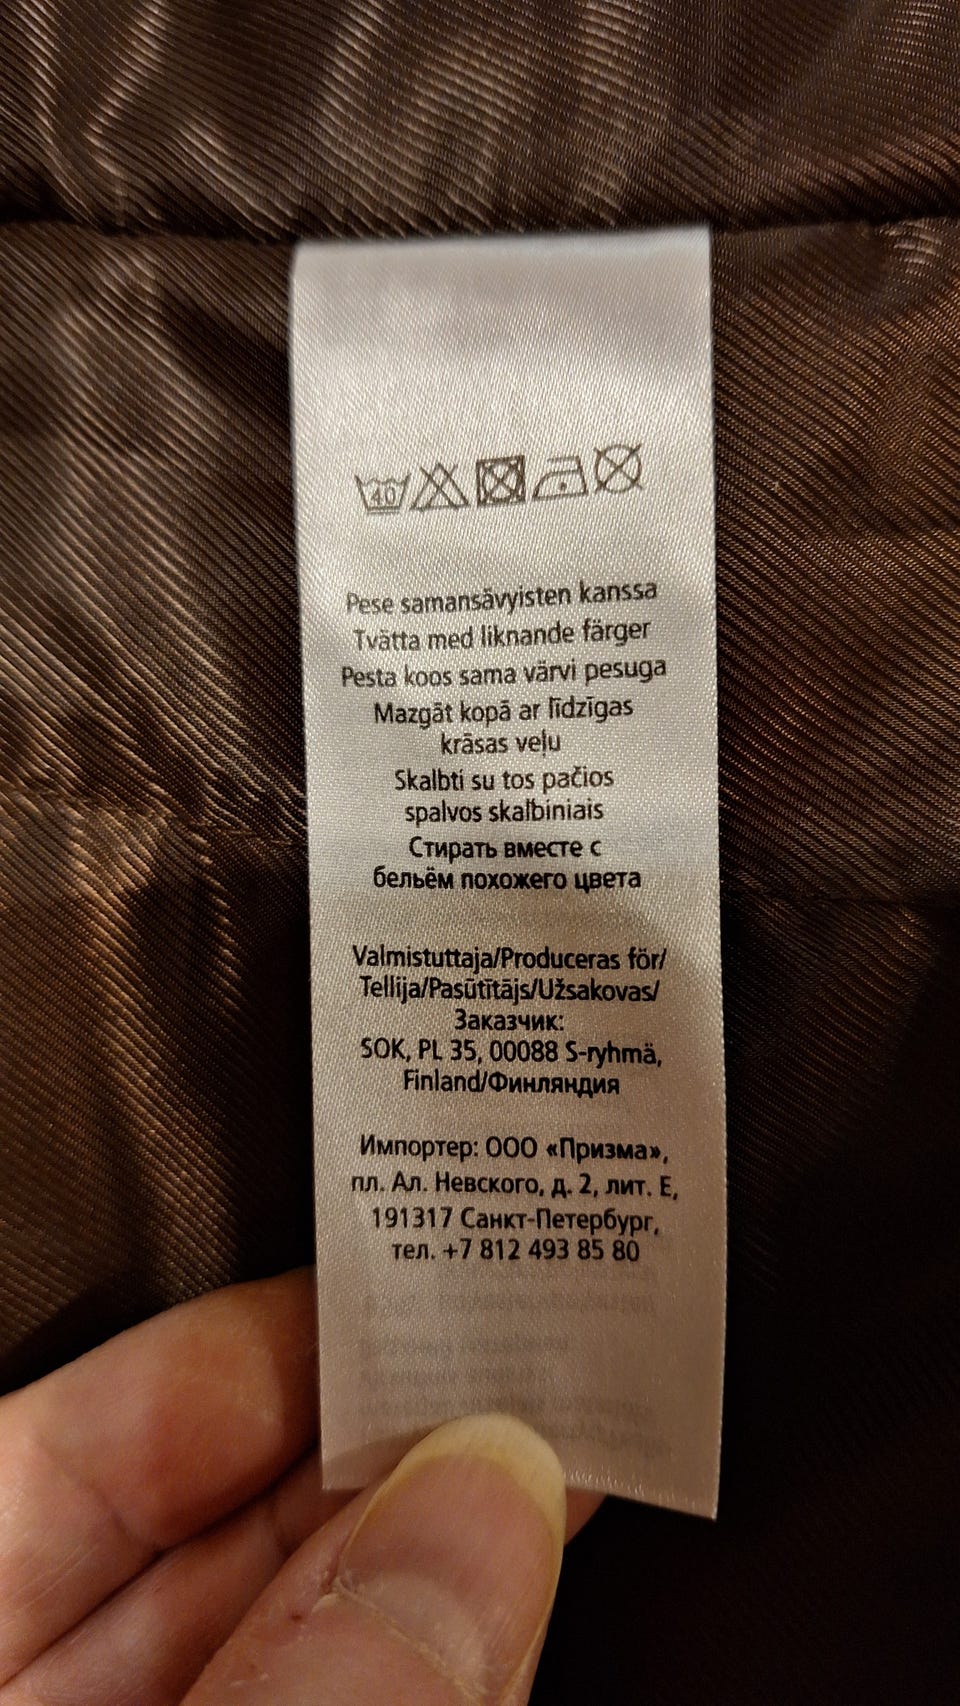 40
Pese samansävyisten kanssa
Tvätta med liknande färger
Pesta koos sama värvi pesuga
Mazgāt kopā ar līdzīgas
krāsas veļu
Skalbti su tos pačios
spalvos skalbiniais
Стирать вместе с
бельём похожего цвета
Valmistuttaja/Produceras för/
Tellija/Pasūtītājs/Užsakovas/
Заказчик:
SOK, PL 35, 00088 S-ryhmä,
Finland/Финляндия
Импортер: ООО «Призма»,
пл. Ал. Невского, д. 2, лит. Е,
191317 Санкт-Петербург,
тел. +7 812 493 85 80